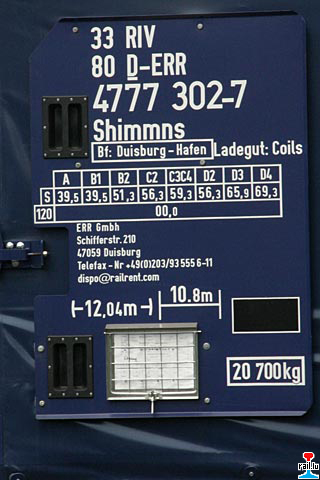 33 RIV
80 D-ERR
4777 302-7
Shimmns
Bf: Duisburg-Hafen Ladegut: Coils
A B1 B2 C2 C3C4 D2 D3 D4
S 39,5 39,5 51,3 56,3 59,3 56,3 65,9 69,3
120 00,0
ERR GmbH
Schifferstr. 210
47059 Duisburg
Telefax-Nr +49(0)203/93 555 6-11
dispo@railrent.com
12,04m 10.8m
20 700kg
rail.lu